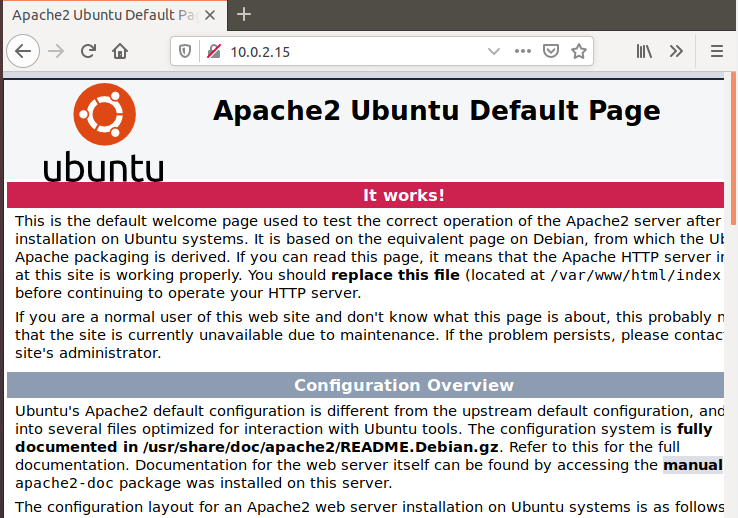 Apache2 Ubuntu Default Pa
10.0.2.15
Apache2 Ubuntu Default Page
ubuntu
It works!
This is the default welcome page used to test the correct operation of the Apache2 server after
installation on Ubuntu systems. It is based on the equivalent page on Debian, from which the
Apache packaging is derived. If you can read this page, it means that the Apache HTTP server
at this site is working properly. You should replace this file (located at /var/www/html/index
before continuing to operate your HTTP server.
If you are a normal user of this web site and don't know what this page is about, this probably
that the site is currently unavailable due to maintenance. If the problem persists, please
site's administrator.
Configuration Overview
Ubuntu's Apache2 default configuration is different from the upstream default configuration, and
into several files optimized for interaction with Ubuntu tools. The configuration system is fully
documented in /usr/share/doc/apache2/README.Debian.gz. Refer to this for the full
documentation. Documentation for the web server itself can be found by accessing the manual
apache2-doc package was installed on this server.
The configuration layout for an Apache2 web server installation on Ubuntu systems is as follows